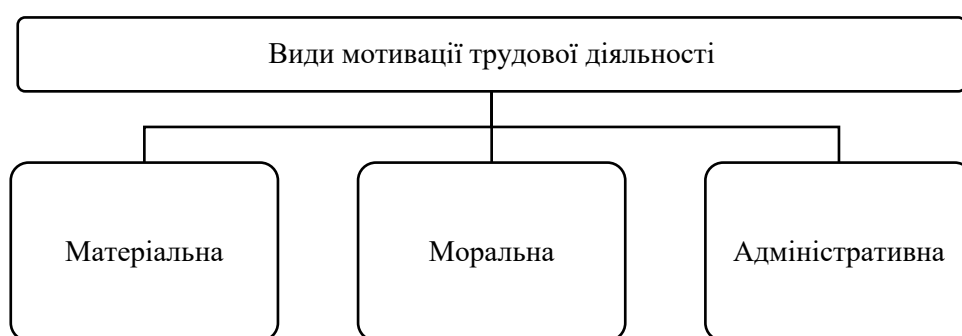 Види мотивації трудової діяльності
Матеріальна
Моральна
Адміністративна